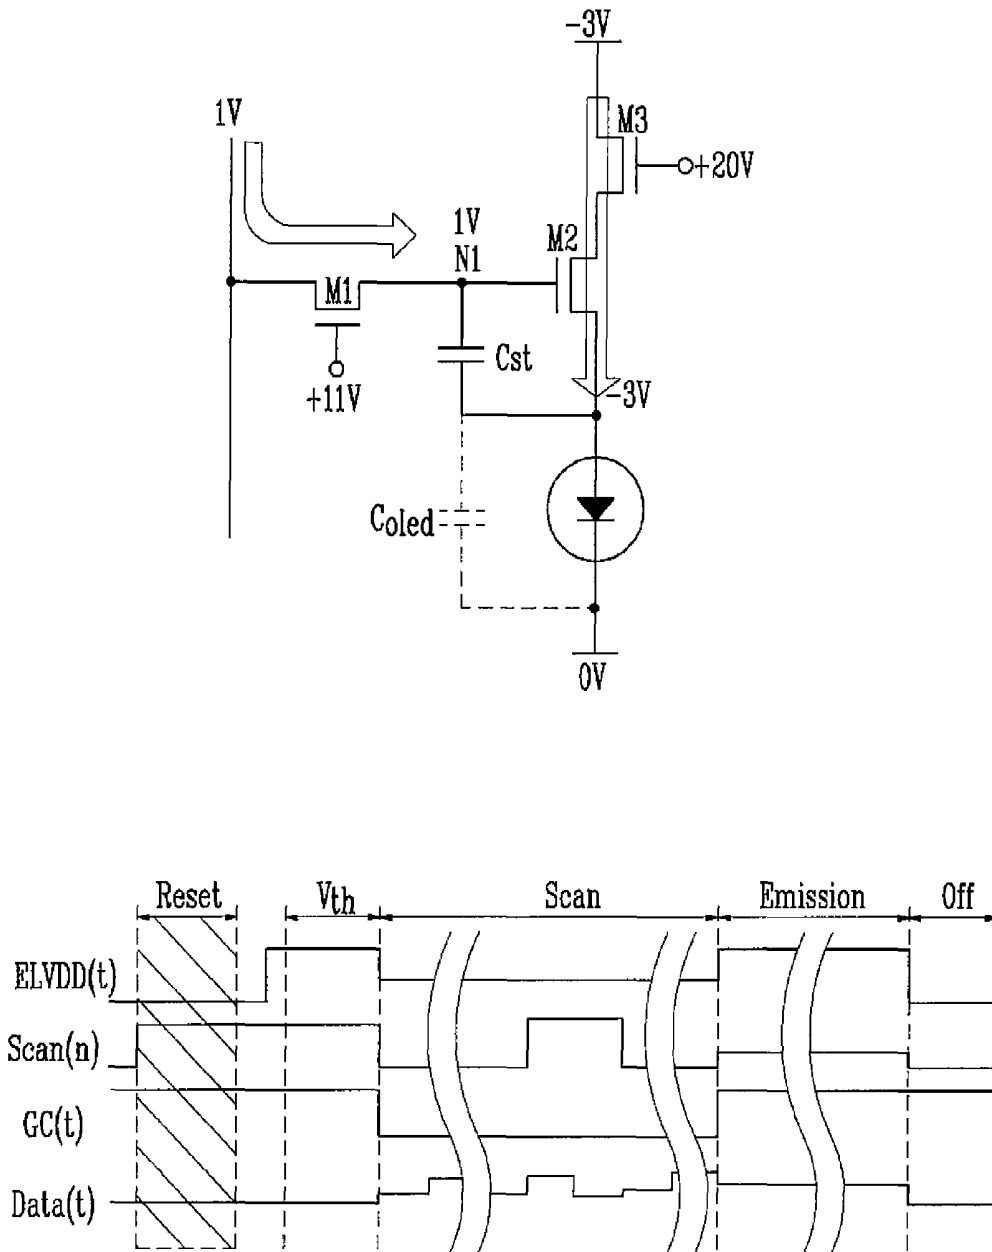 -3V
1V
M3
+20V
1V
N1
M2
M1
Cst
+11V
-3V
Coled
0V
Reset
Vth
Scan
Emission
Off
ELVDD(t)
Scan(n)
GC(t)
Data(t)